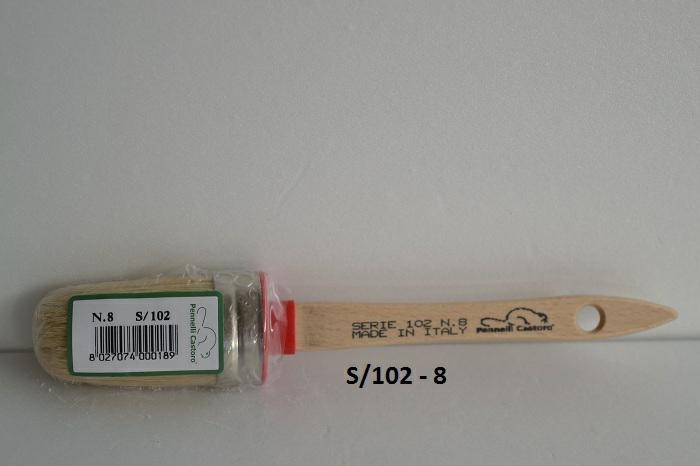 N.8 S/102
Pennelli Castoro
8 027074 000189
SERIE 102 N.8
MADE IN ITALY
Pennelli Castoro
S/102 - 8